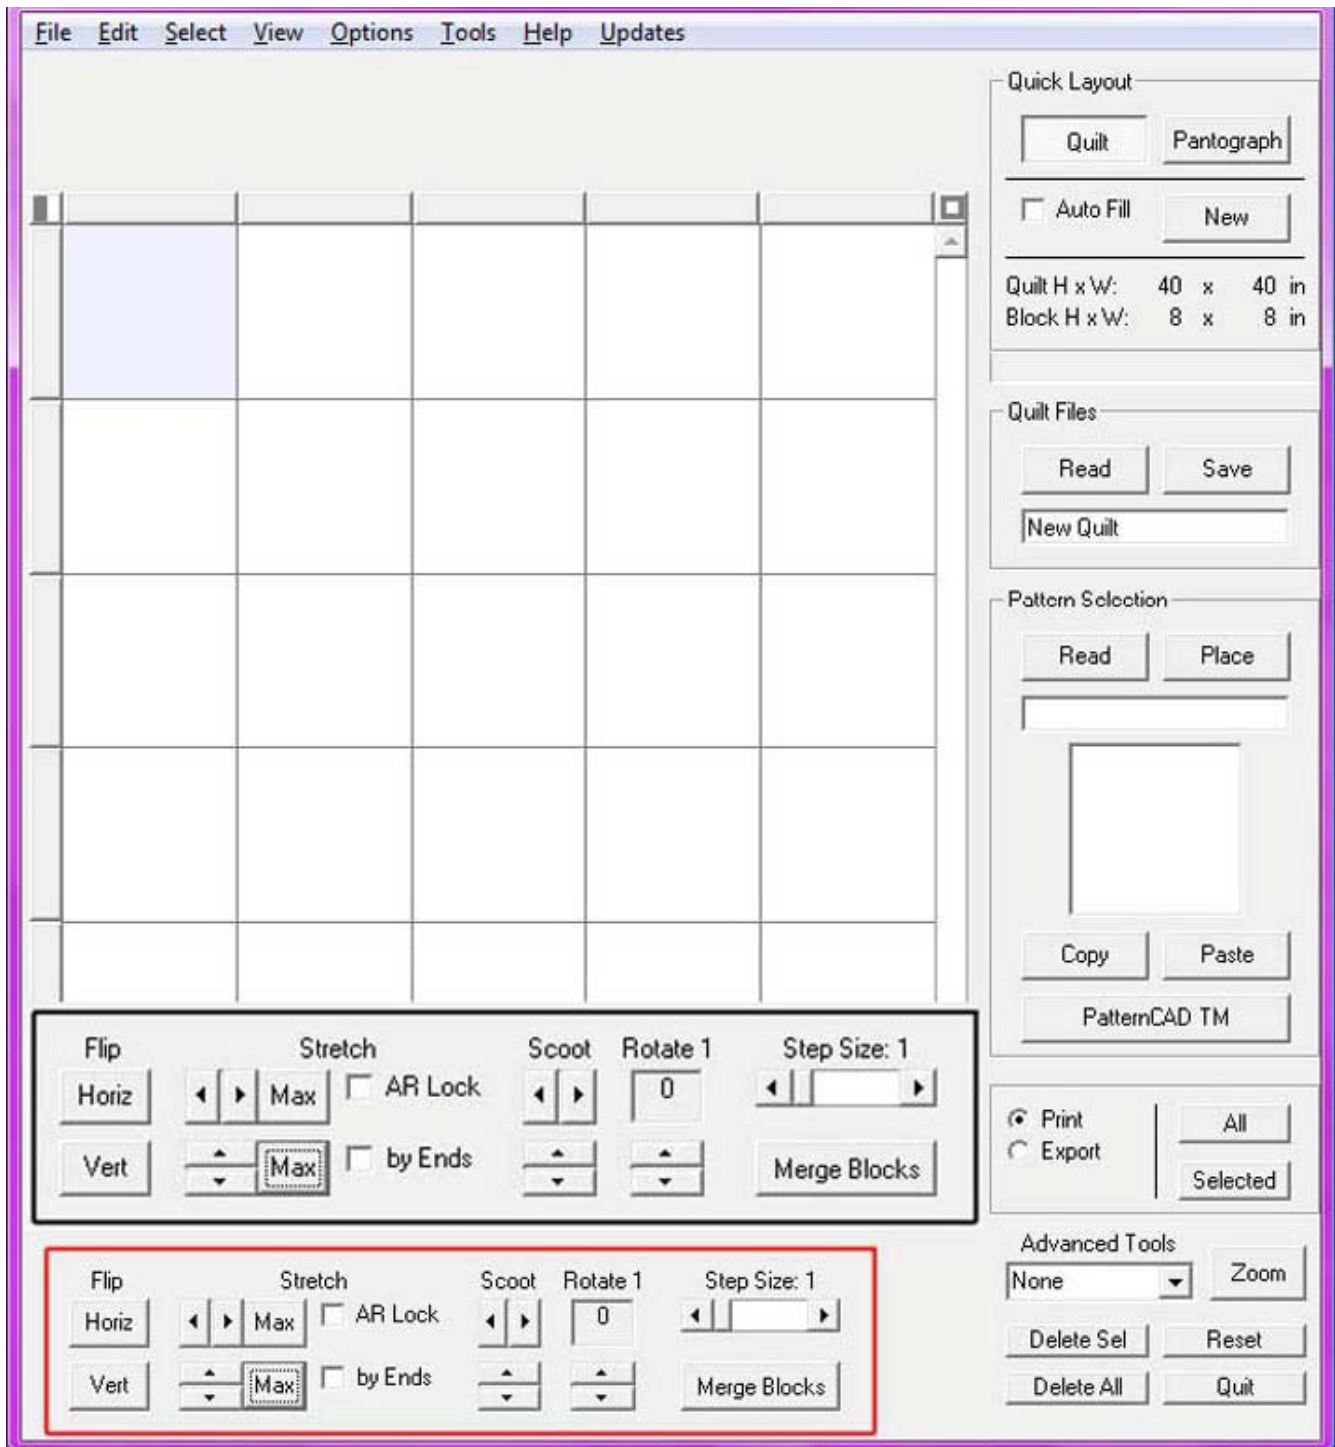 File Edit Select View Options Tools Help Updates
Quick Layout
Quilt Pantograph
Auto Fill New
Quilt H x W: 40 x 40 in
Block H x W: 8 x 8 in
Quilt Files
Read Save
New Quilt
Pattern Selection
Read Place
Copy Paste
PatternCAD TM
Flip Stretch Scoot Rotate 1 Step Size: 1
Horiz Max AR Lock 0
Vert Max by Ends Merge Blocks
Print All
Export
Selected
Flip Stretch Scoot Rotate 1 Step Size: 1
Horiz Max AR Lock 0
Vert Max by Ends Merge Blocks
Advanced Tools
None Zoom
Delete Sel Reset
Delete All Quit